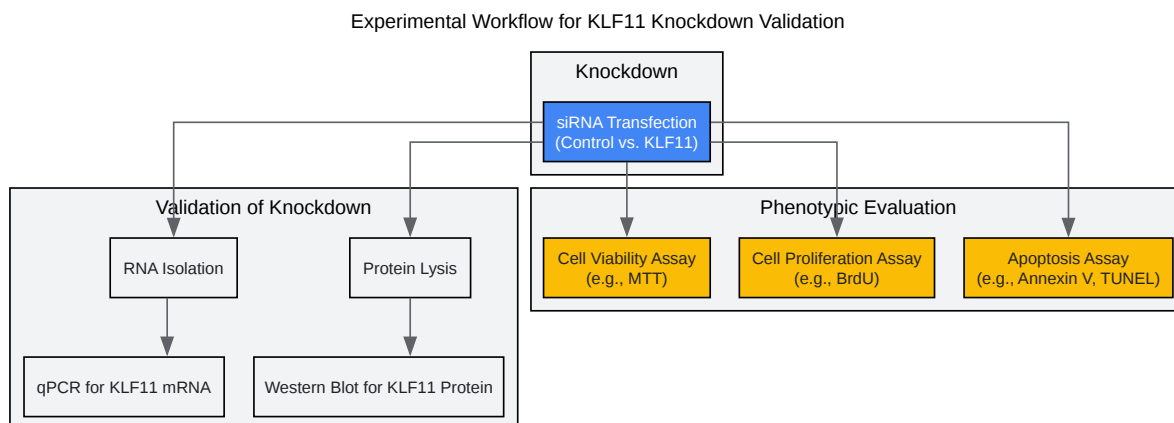 Experimental Workflow for KLF11 Knockdown Validation
Knockdown
siRNA Transfection
(Control vs. KLF11)
Validation of Knockdown
RNA Isolation
Protein Lysis
qPCR for KLF11 mRNA
Western Blot for KLF11 Protein
Phenotypic Evaluation
Cell Viability Assay
(e.g., MTT)
Cell Proliferation Assay
(e.g., BrdU)
Apoptosis Assay
(e.g., Annexin V, TUNEL)